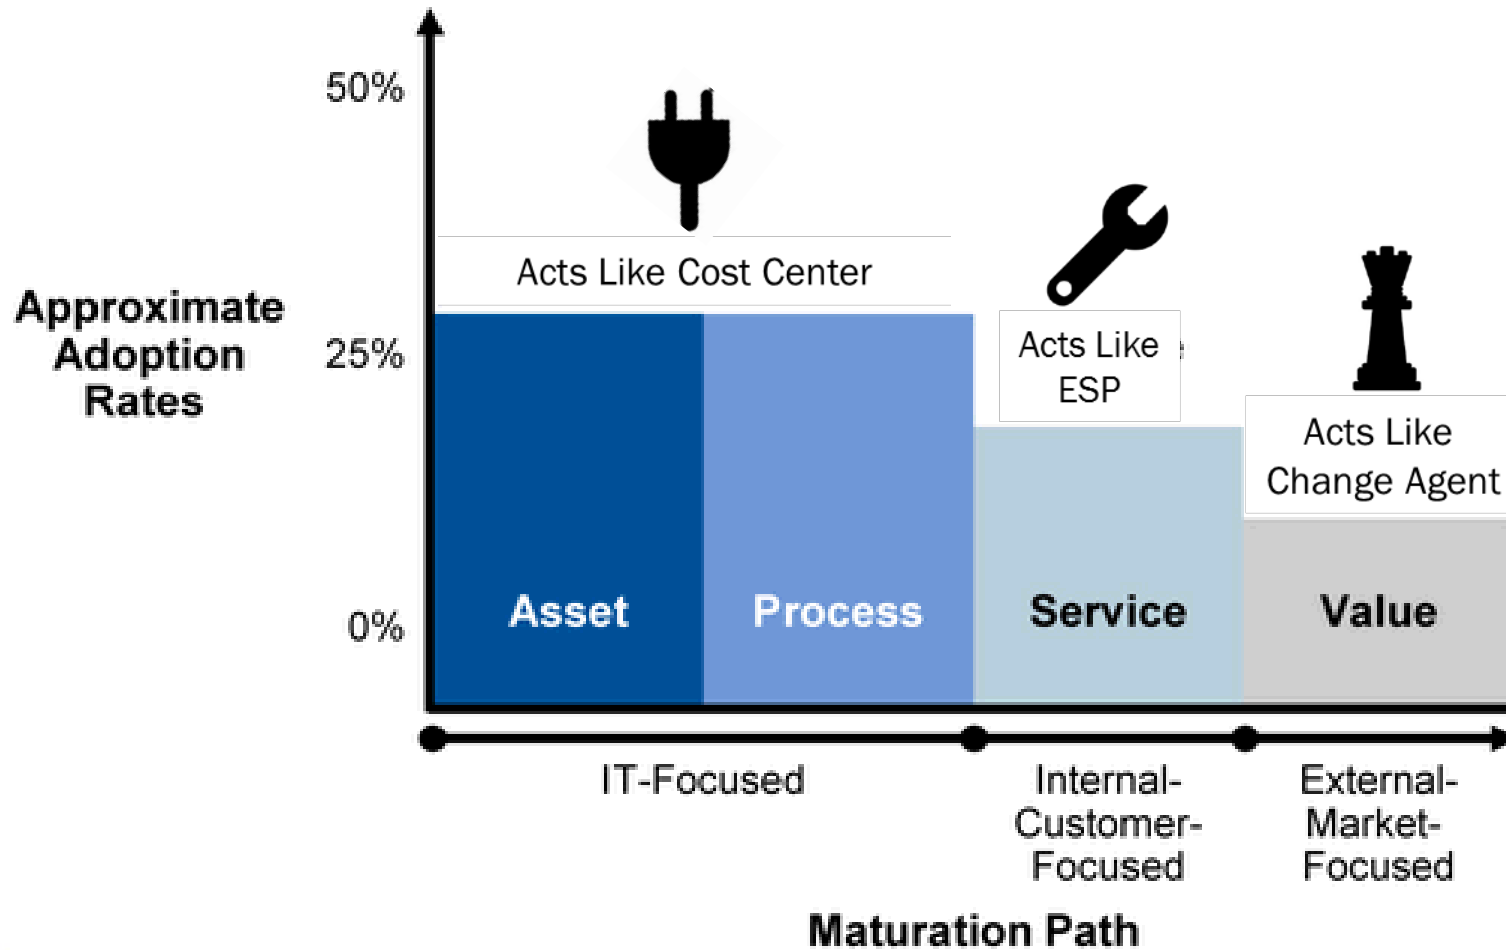 50%
Acts Like Cost Center
Approximate
Adoption
Rates
25%
Acts Like
ESP
Acts Like
Change Agent
0%
Asset
Process
Service
Value
IT-Focused
Internal-
Customer-
Focused
External-
Market-
Focused
Maturation Path